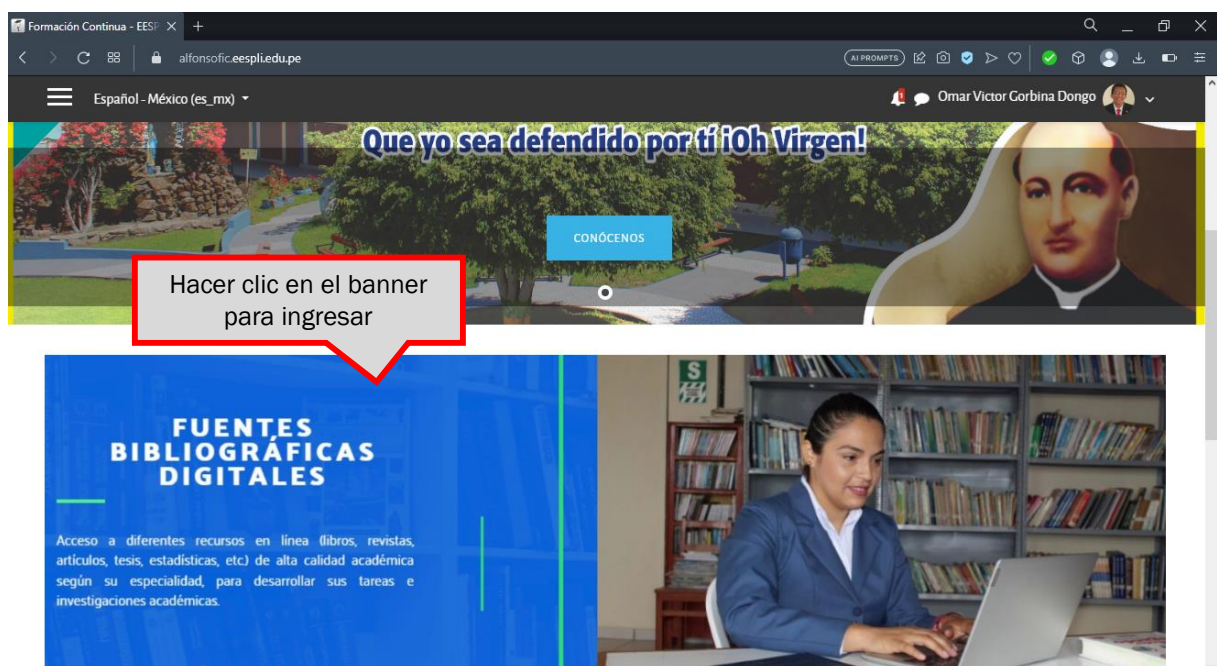 Formación Continua - EESP
alfonsofic.eespli.edu.pe
AI PROMPTS
Español - México (es_mx)
1
Omar Victor Gorbina Dongo
Que yo sea defendido por tí ¡Oh Virgen!
CONÓCENOS
Hacer clic en el banner
para ingresar
FUENTES
BIBLIOGRÁFICAS
DIGITALES
Acceso a diferentes recursos en línea (libros, revistas,
artículos, tesis, estadísticas, etc) de alta calidad académica
según su especialidad, para desarrollar sus tareas e
investigaciones académicas.
S